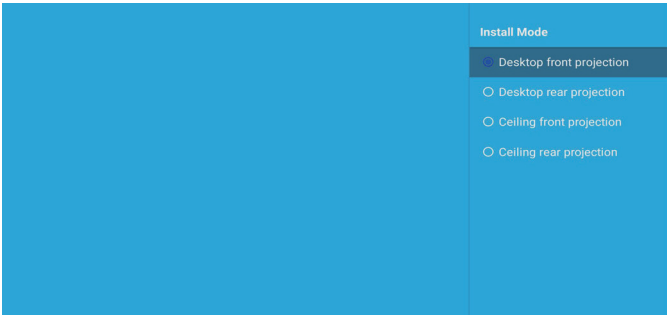 Install Mode
Desktop front projection
Desktop rear projection
Ceiling front projection
Ceiling rear projection